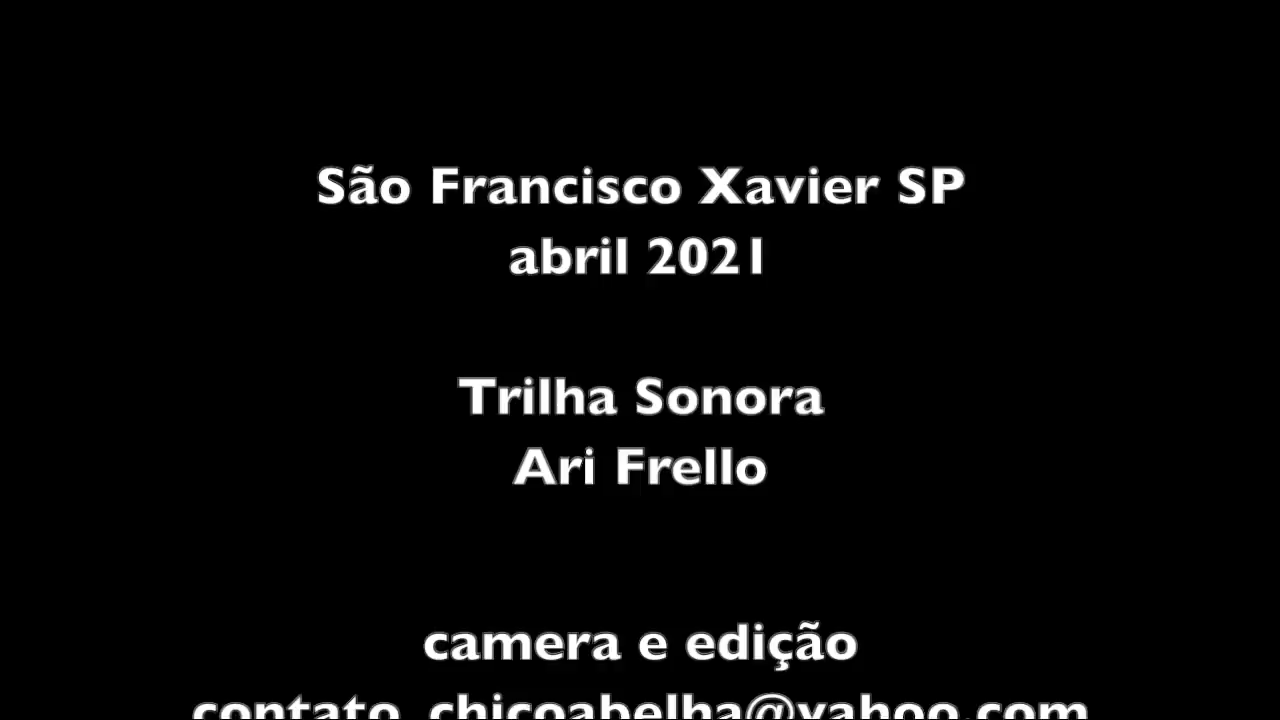 São Francisco Xavier SP
abril 2021
Trilha Sonora
Ari Frello
camera e edição
contato chicoabelha@yahoo.com